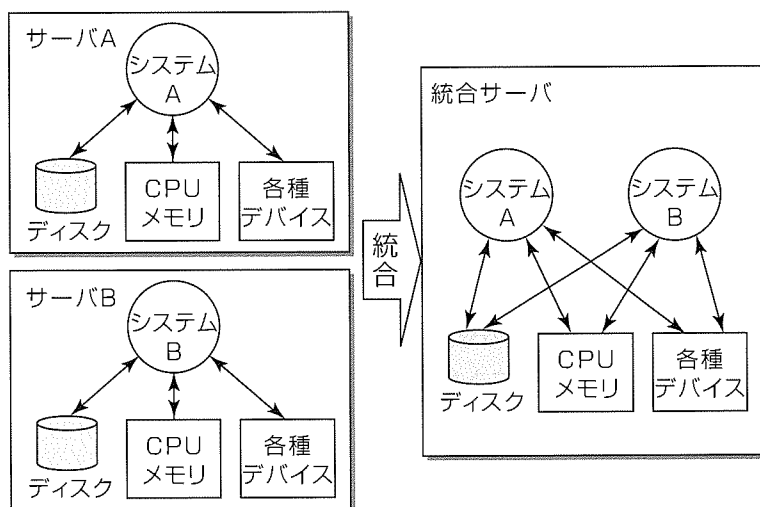 サーバA
システム
A
ディスク
CPU
メモリ
各種
デバイス
サーバB
システム
B
ディスク
CPU
メモリ
各種
デバイス
統合
統合サーバ
システム
A
システム
B
ディスク
CPU
メモリ
各種
デバイス